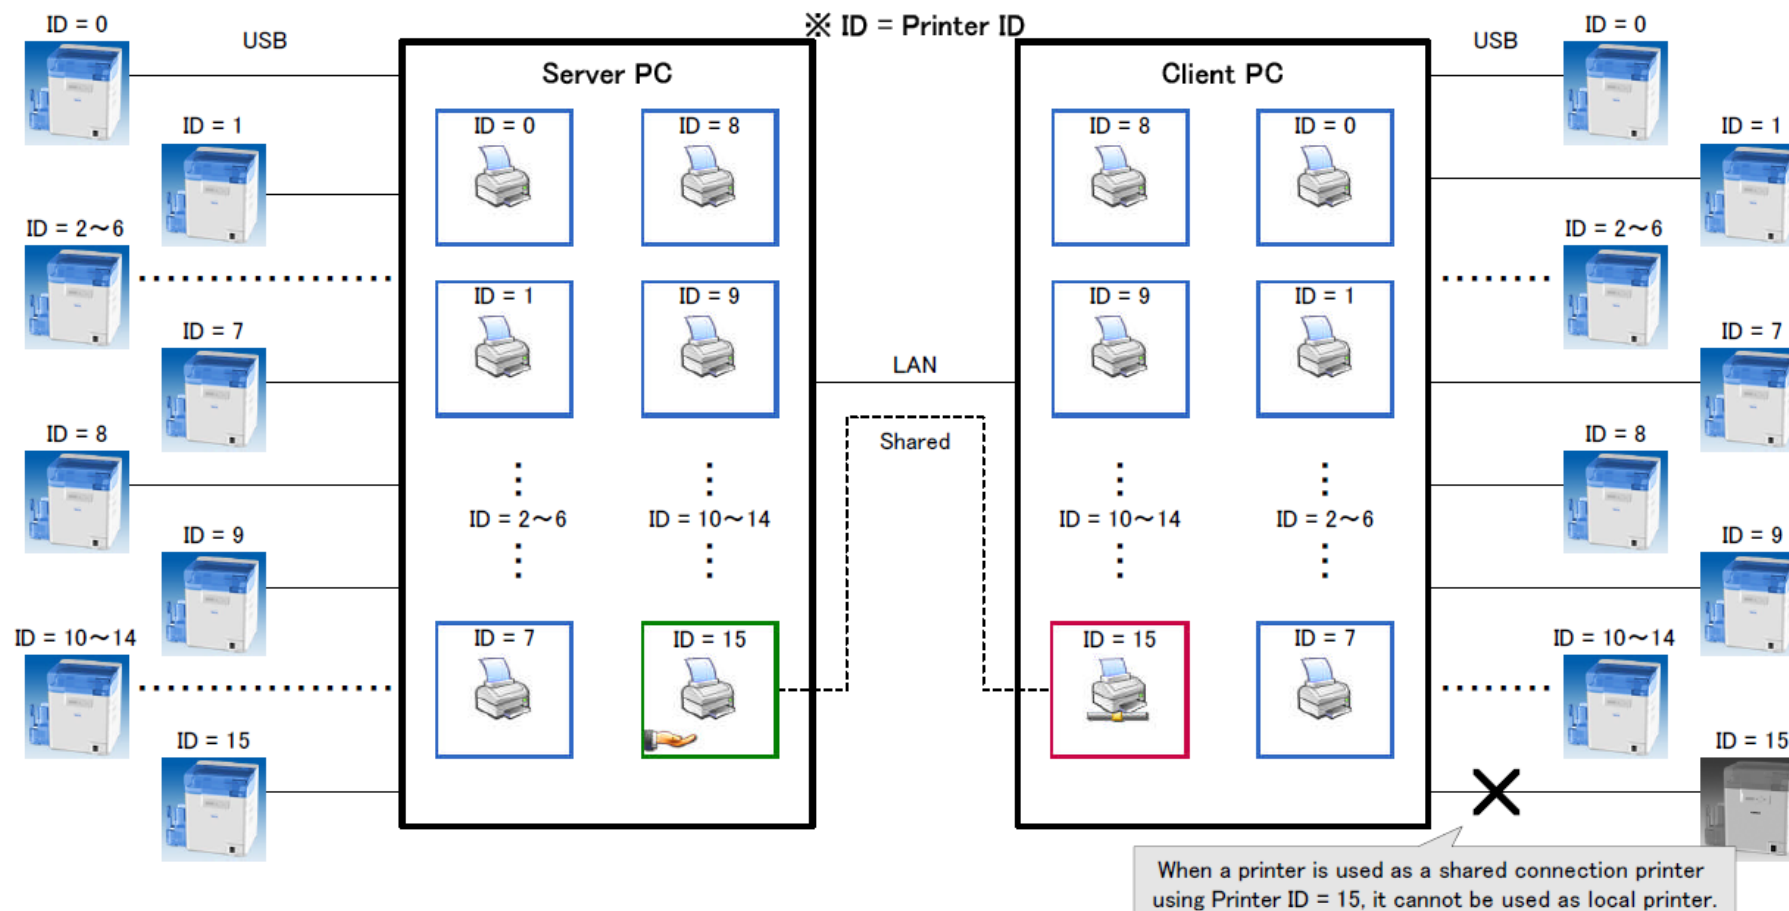 ※ ID = Printer ID
ID = 0
USB
ID = 1
ID = 2～6
ID = 7
ID = 8
ID = 9
ID = 10～14
ID = 15
Server PC
ID = 0
ID = 8
ID = 1
ID = 9
ID = 2～6
ID = 10～14
ID = 7
ID = 15
LAN
Shared
Client PC
ID = 8
ID = 0
ID = 9
ID = 1
ID = 10～14
ID = 2～6
ID = 15
ID = 7
USB
ID = 0
ID = 1
ID = 2～6
ID = 7
ID = 8
ID = 9
ID = 10～14
ID = 15
When a printer is used as a shared connection printer
using Printer ID = 15, it cannot be used as local printer.